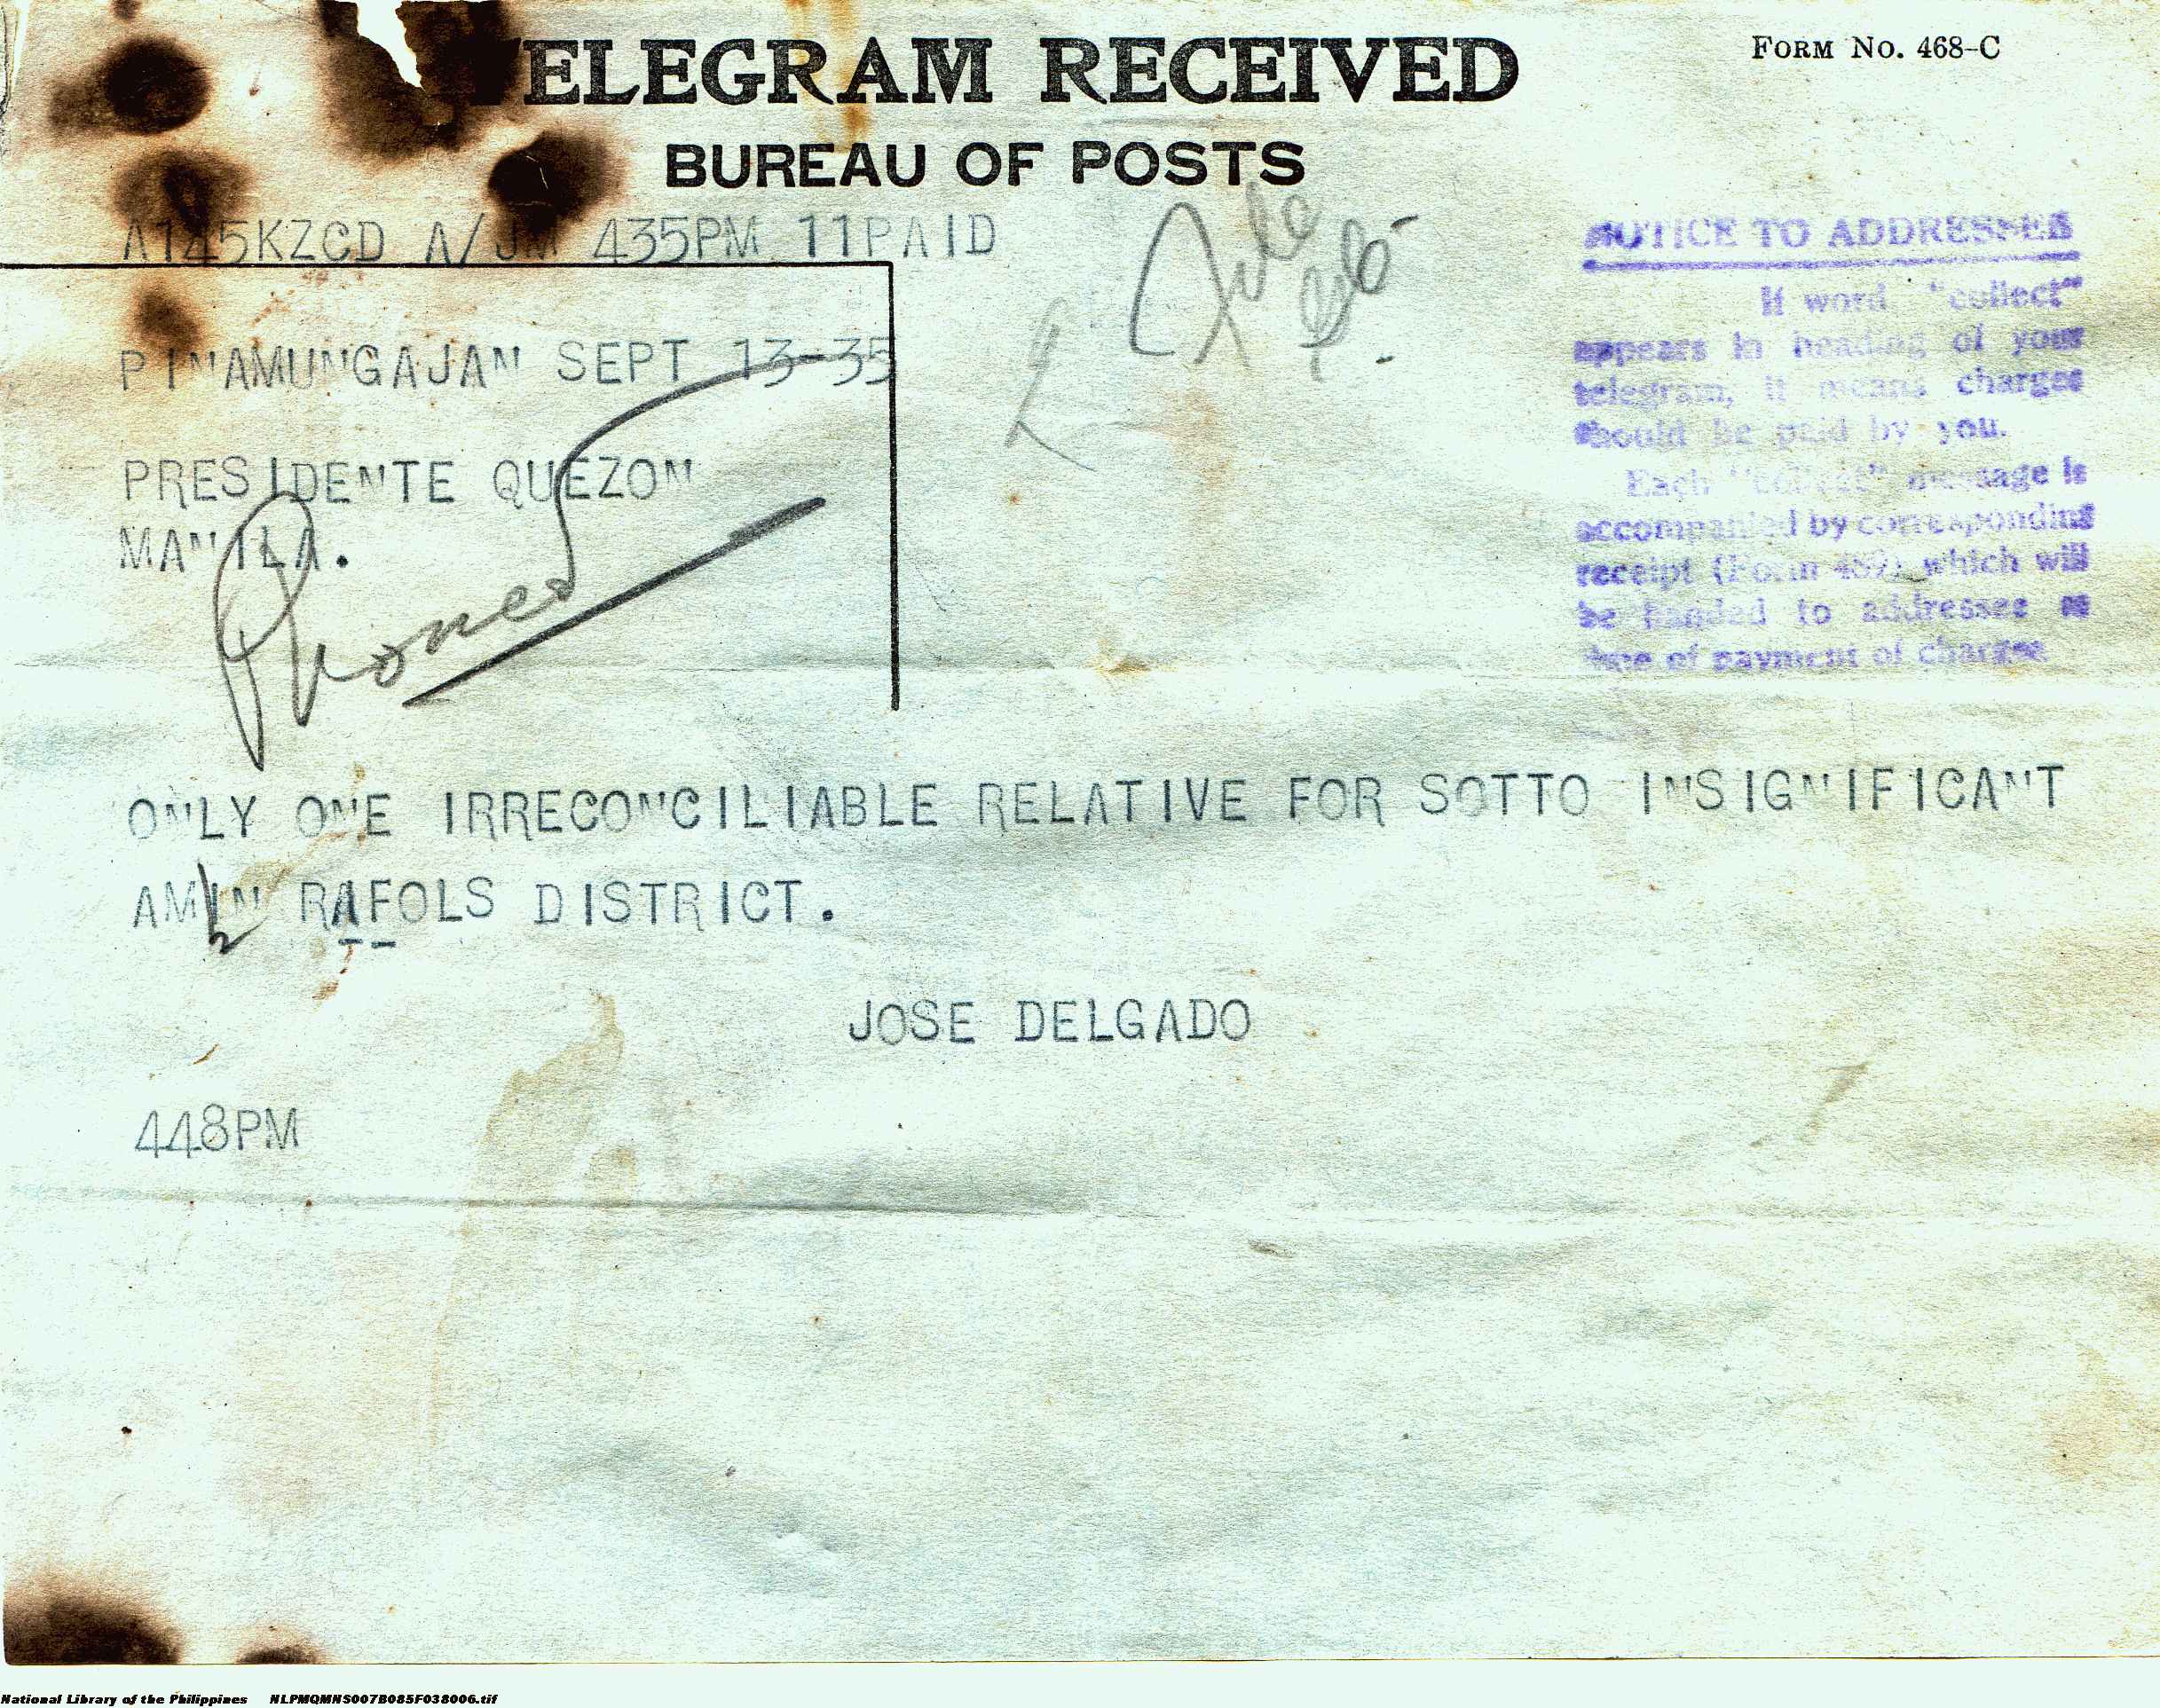 TELEGRAM RECEIVED
FORM No. 468-C
BUREAU OF POSTS
A145KZCD A/JM 435PM 11PAID
File
NOTICE TO ADDRESSEE
If word "collect"
appears in heading of your
telegram, it means charges
should be paid by you.
Each "collect" message is
accompanied by corresponding
receipt (Form 469) which will
be handed to addressee
of payment of charges
PINAMUNGAJAN SEPT 13-35
PRESIDENTE QUEZON
MANILA.
Phoned
ONLY ONE IRRECONCILIABLE RELATIVE FOR SOTTO INSIGNIFICANT
RAFOLS DISTRICT.
JOSE DELGADO
448PM
National Library of the Philippines NLPMQMNS007B085F038006.tif